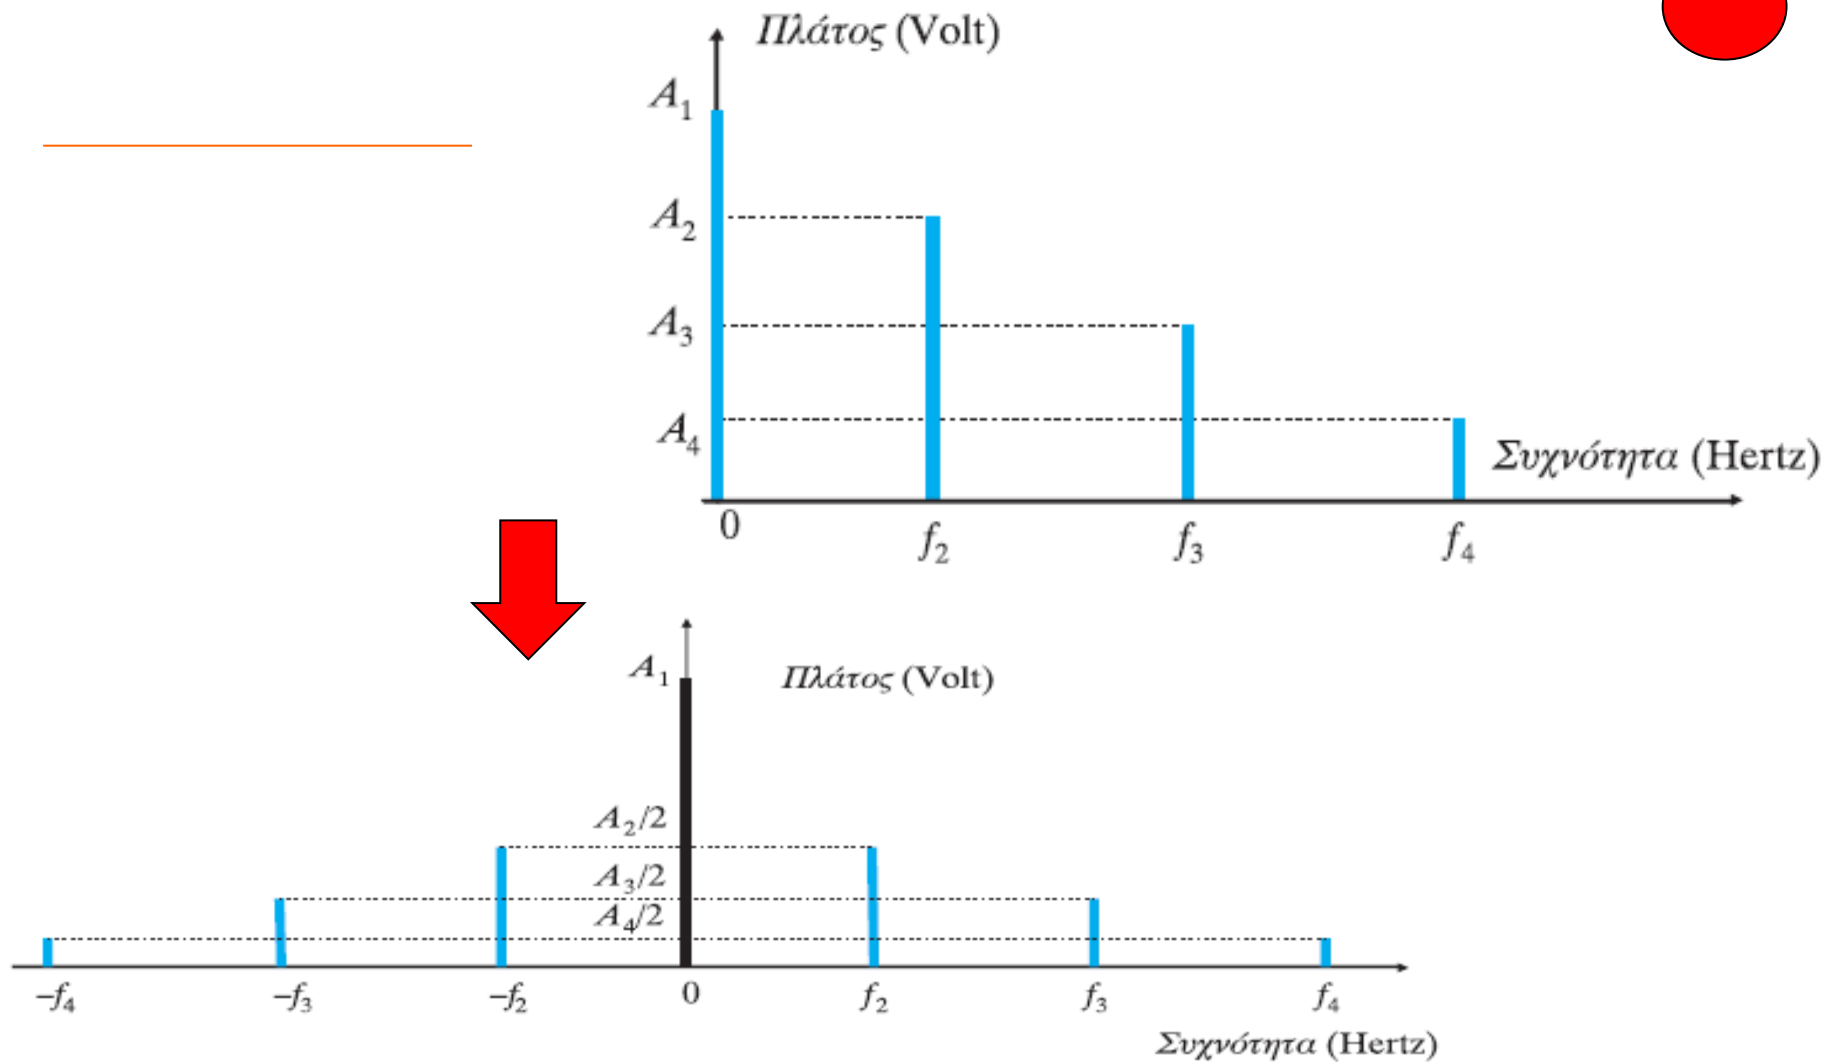 Πλάτος (Volt)
A₁
A₂
A₃
A₄
Συχνότητα (Hertz)
0
f₂
f₃
f₄
A₁
Πλάτος (Volt)
A₂/2
A₃/2
A₄/2
–f₄
–f₃
–f₂
0
f₂
f₃
f₄
Συχνότητα (Hertz)